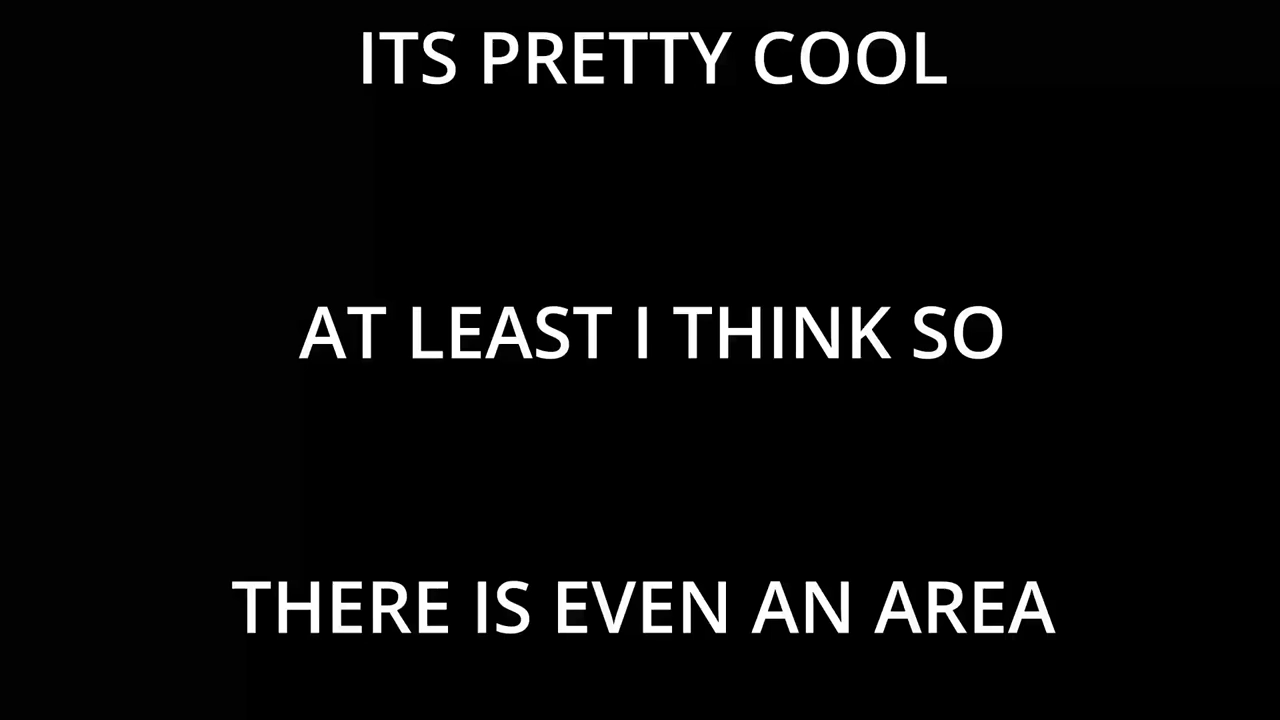 ITS PRETTY COOL
AT LEAST I THINK SO
THERE IS EVEN AN AREA